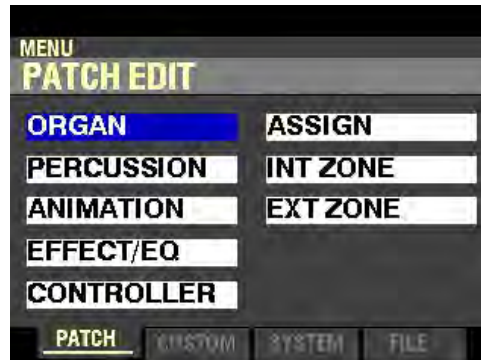 MENU
PATCH EDIT
ORGAN
PERCUSSION
ANIMATION
EFFECT/EQ
CONTROLLER
ASSIGN
INT ZONE
EXT ZONE
PATCH CUSTOM SYSTEM FILE